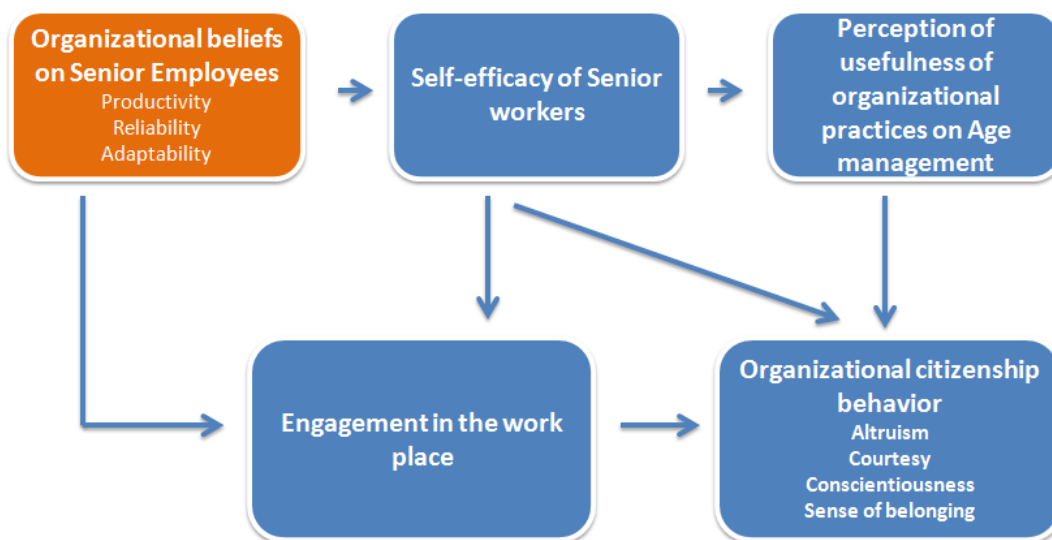 Organizational beliefs
on Senior Employees
Productivity
Reliability
Adaptability
Self-efficacy of Senior
workers
Perception of
usefulness of
organizational
practices on Age
management
Engagement in the work
place
Organizational citizenship
behavior
Altruism
Courtesy
Conscientiousness
Sense of belonging